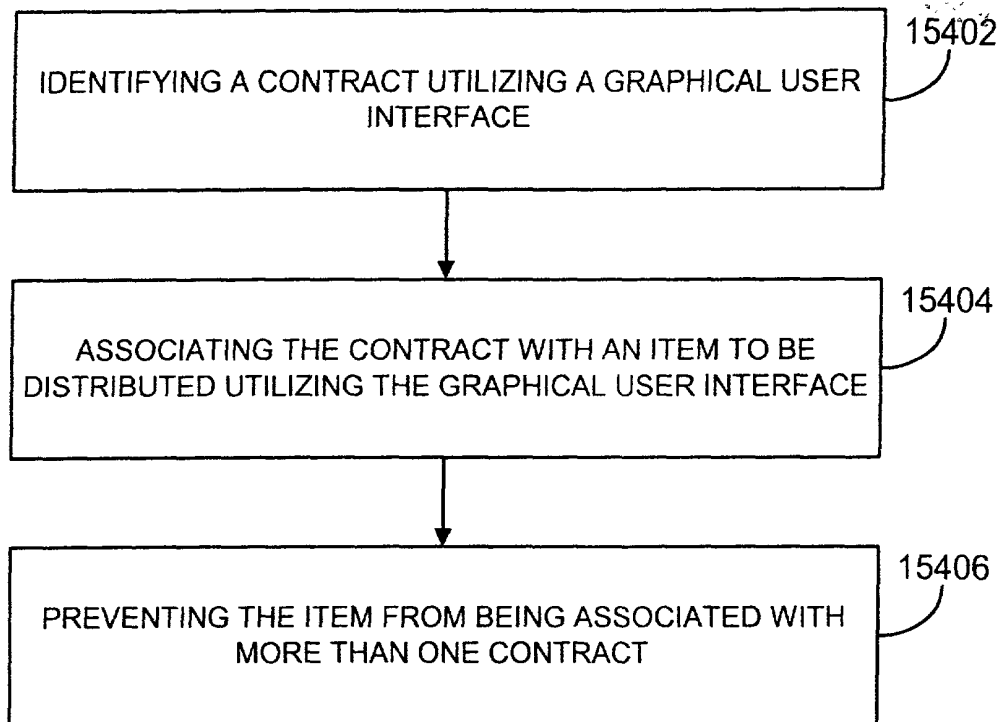 15402
IDENTIFYING A CONTRACT UTILIZING A GRAPHICAL USER
INTERFACE
15404
ASSOCIATING THE CONTRACT WITH AN ITEM TO BE
DISTRIBUTED UTILIZING THE GRAPHICAL USER INTERFACE
15406
PREVENTING THE ITEM FROM BEING ASSOCIATED WITH
MORE THAN ONE CONTRACT